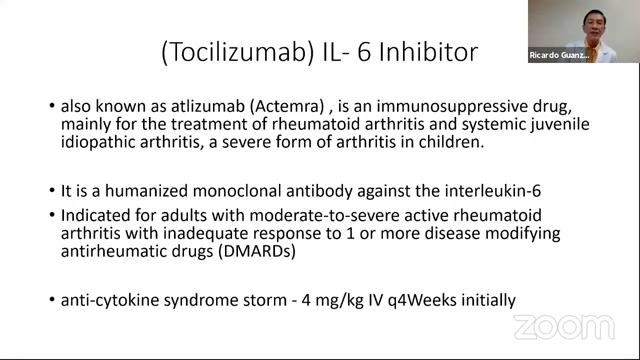 (Tocilizumab) IL- 6 Inhibitor
Ricardo Guanz...
• also known as atlizumab (Actemra) , is an immunosuppressive drug,
mainly for the treatment of rheumatoid arthritis and systemic juvenile
idiopathic arthritis, a severe form of arthritis in children.
• It is a humanized monoclonal antibody against the interleukin-6
• Indicated for adults with moderate-to-severe active rheumatoid
arthritis with inadequate response to 1 or more disease modifying
antirheumatic drugs (DMARDs)
• anti-cytokine syndrome storm - 4 mg/kg IV q4Weeks initially
zoom